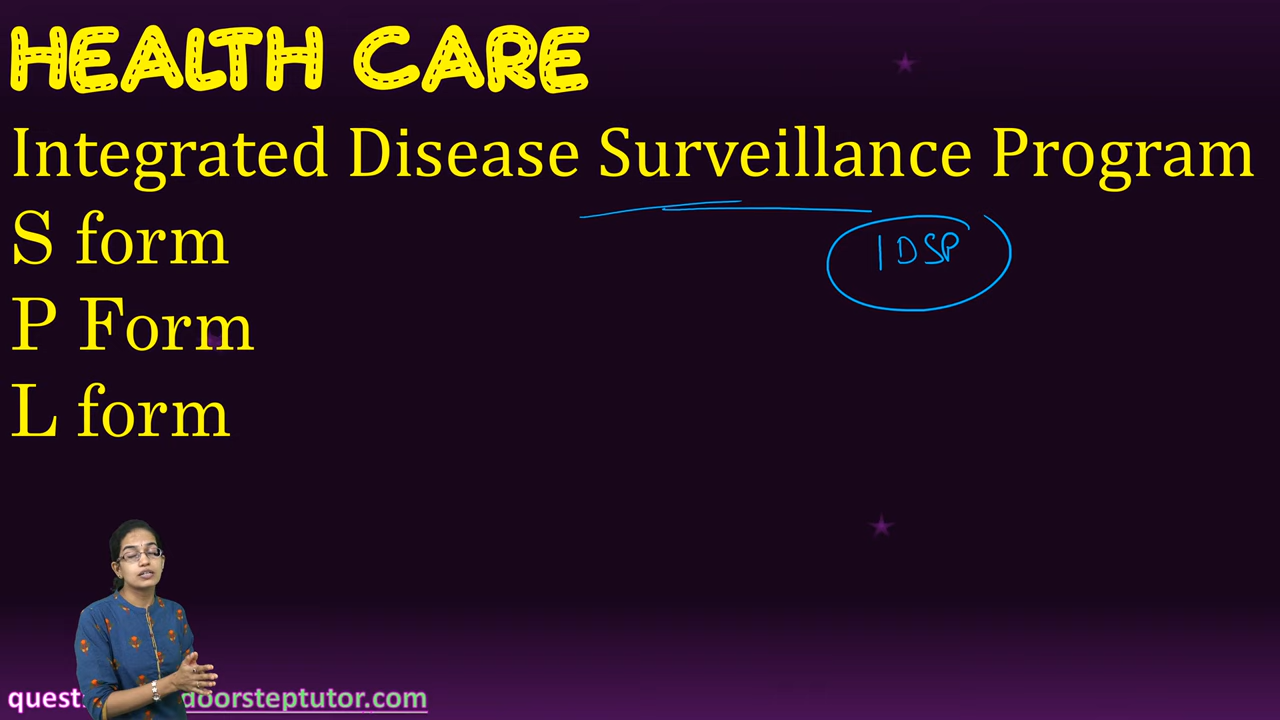 HEALTH CARE
Integrated Disease Surveillance Program
S form
IDSP
P Form
L form
doorsteptutor.com